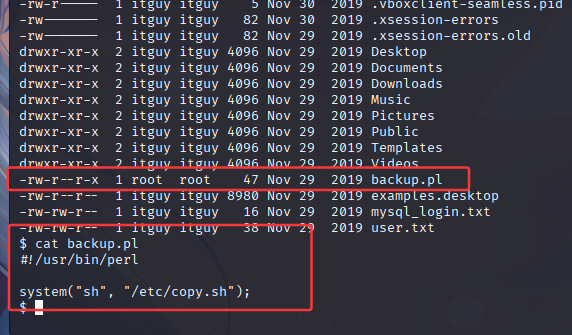 -rw-r----- 1 itguy itguy 5 Nov 30 2019 .vboxclient-seamless.pid
-rw------- 1 itguy itguy 82 Nov 30 2019 .xsession-errors
-rw------- 1 itguy itguy 82 Nov 29 2019 .xsession-errors.old
drwxr-xr-x 2 itguy itguy 4096 Nov 29 2019 Desktop
drwxr-xr-x 2 itguy itguy 4096 Nov 29 2019 Documents
drwxr-xr-x 2 itguy itguy 4096 Nov 29 2019 Downloads
drwxr-xr-x 2 itguy itguy 4096 Nov 29 2019 Music
drwxr-xr-x 2 itguy itguy 4096 Nov 29 2019 Pictures
drwxr-xr-x 2 itguy itguy 4096 Nov 29 2019 Public
drwxr-xr-x 2 itguy itguy 4096 Nov 29 2019 Templates
drwxr-xr-x 2 itguy itguy 4096 Nov 29 2019 Videos
-rw-r--r-x 1 root root 47 Nov 29 2019 backup.pl
-rw-r--r-- 1 itguy itguy 8980 Nov 29 2019 examples.desktop
-rw-rw-r-- 1 itguy itguy 16 Nov 29 2019 mysql_login.txt
-rw-rw-r-- 1 itguy itguy 38 Nov 29 2019 user.txt
$ cat backup.pl
#!/usr/bin/perl
system("sh", "/etc/copy.sh");
$